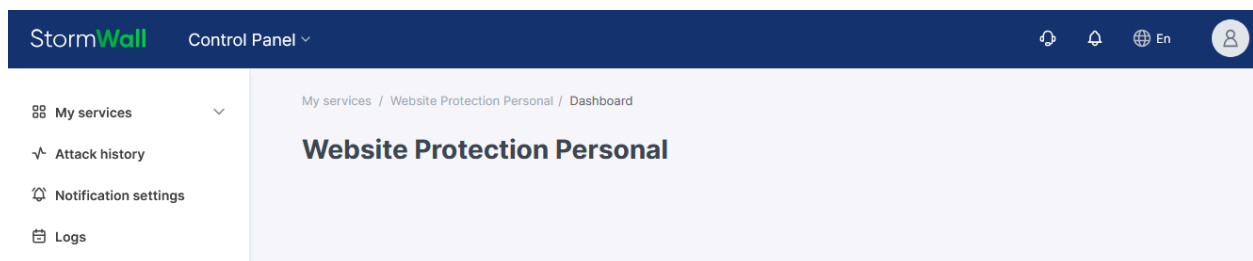 StormWall Control Panel En
My services / Website Protection Personal / Dashboard
My services
Website Protection Personal
Attack history
Notification settings
Logs